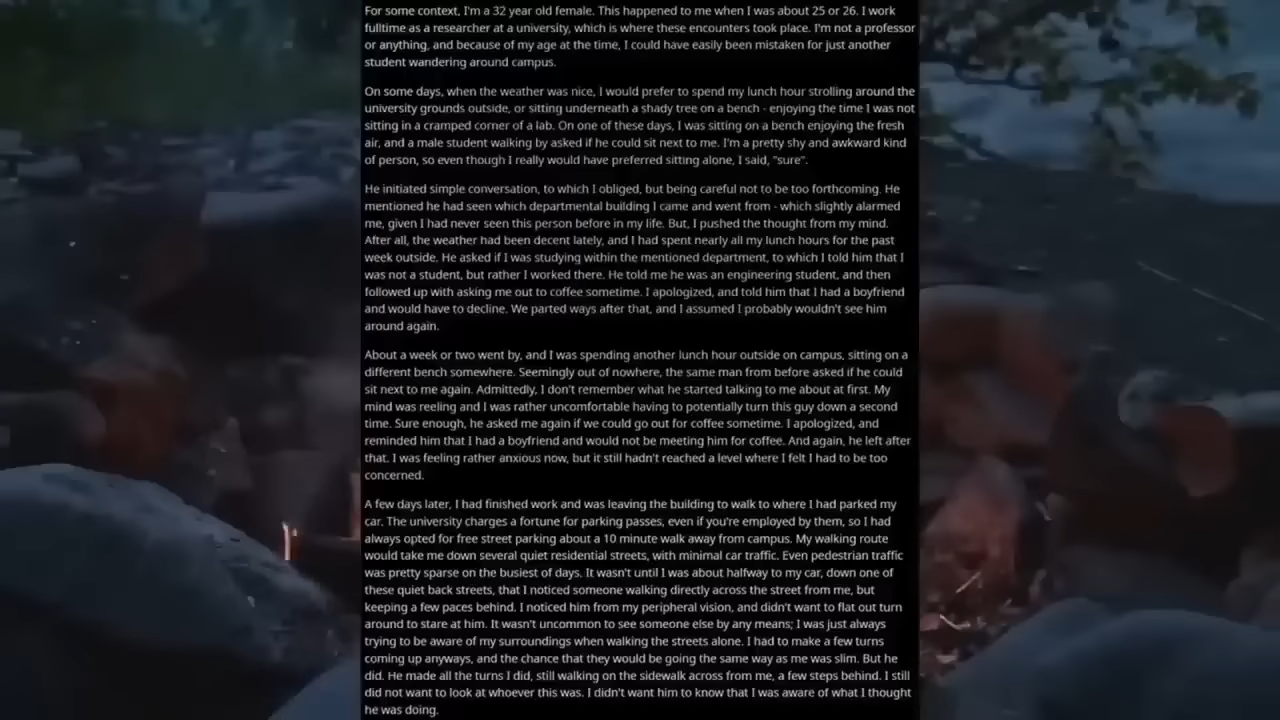 For some context, I'm a 32 year old female. This happened to me when I was about 25 or 26. I work
fulltime as a researcher at a university, which is where these encounters took place. I'm not a professor
or anything, and because of my age at the time, I could have easily been mistaken for just another
student wandering around campus.
On some days, when the weather was nice, I would prefer to spend my lunch hour strolling around the
university grounds outside, or sitting underneath a shady tree on a bench - enjoying the time I was not
sitting in a cramped corner of a lab. On one of these days, I was sitting on a bench enjoying the fresh
air, and a male student walking by asked if he could sit next to me. I'm a pretty shy and awkward kind
of person, so even though I really would have preferred sitting alone, I said, "sure".
He initiated simple conversation, to which I obliged, but being careful not to be too forthcoming. He
mentioned he had seen which departmental building I came and went from - which slightly alarmed
me, given I had never seen this person before in my life. But, I pushed the thought from my mind.
After all, the weather had been decent lately, and I had spent nearly all my lunch hours for the past
week outside. He asked if I was studying within the mentioned department, to which I told him that I
was not a student, but rather I worked there. He told me he was an engineering student, and then
followed up with asking me out to coffee sometime. I apologized, and told him that I had a boyfriend
and would have to decline. We parted ways after that, and I assumed I probably wouldn't see him
around again.
About a week or two went by, and I was spending another lunch hour outside on campus, sitting on a
different bench somewhere. Seemingly out of nowhere, the same man from before asked if he could
sit next to me again. Admittedly, I don't remember what he started talking to me about at first. My
mind was reeling and I was rather uncomfortable having to potentially turn this guy down a second
time. Sure enough, he asked me again if we could go out for coffee sometime. I apologized, and
reminded him that I had a boyfriend and would not be meeting him for coffee. And again, he left after
that. I was feeling rather anxious now, but it still hadn't reached a level where I felt I had to be too
concerned.
A few days later, I had finished work and was leaving the building to walk to where I had parked my
car. The university charges a fortune for parking passes, even if you're employed by them, so I had
always opted for free street parking about a 10 minute walk away from campus. My walking route
would take me down several quiet residential streets, with minimal car traffic. Even pedestrian traffic
was pretty sparse on the busiest of days. It wasn't until I was about halfway to my car, down one of
these quiet back streets, that I noticed someone walking directly across the street from me, but
keeping a few paces behind. I noticed him from my peripheral vision, and didn't want to flat out turn
around to stare at him. It wasn't uncommon to see someone else by any means; I was just always
trying to be aware of my surroundings when walking the streets alone. I had to make a few turns
coming up anyways, and the chance that they would be going the same way as me was slim. But he
did. He made all the turns I did, still walking on the sidewalk across from me, a few steps behind. I still
did not want to look at whoever this was. I didn't want him to know that I was aware of what I thought
he was doing.